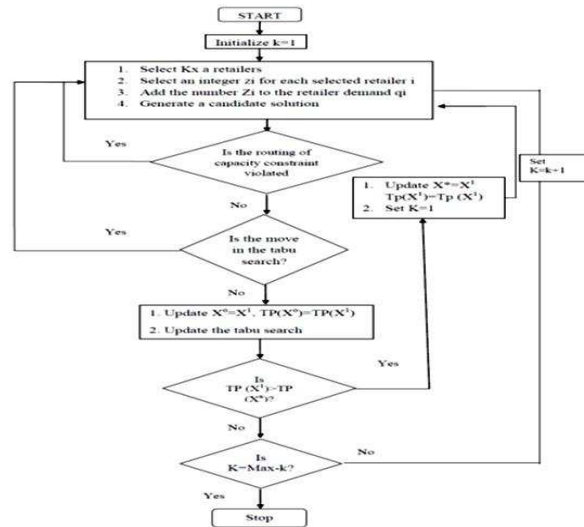 START
Initialize k=1
1. Select Kx a retailers
2. Select an integer zi for each selected retailer i
3. Add the number Zi to the retailer demand qi
4. Generate a candidate solution
Yes
Is the routing of
capacity constraint
violated
Set
K=k+1
1. Update X*=X¹
Tp(X¹)=Tp (X¹)
2. Set K=1
No
Yes
Is the move
in the tabu
search?
No
1. Update X⁰=X¹, TP(X⁰)=TP(X¹)
2. Update the tabu search
Yes
Is
TP (X¹)>TP
(X*)?
No
Is
K=Max-k?
No
Yes
Stop